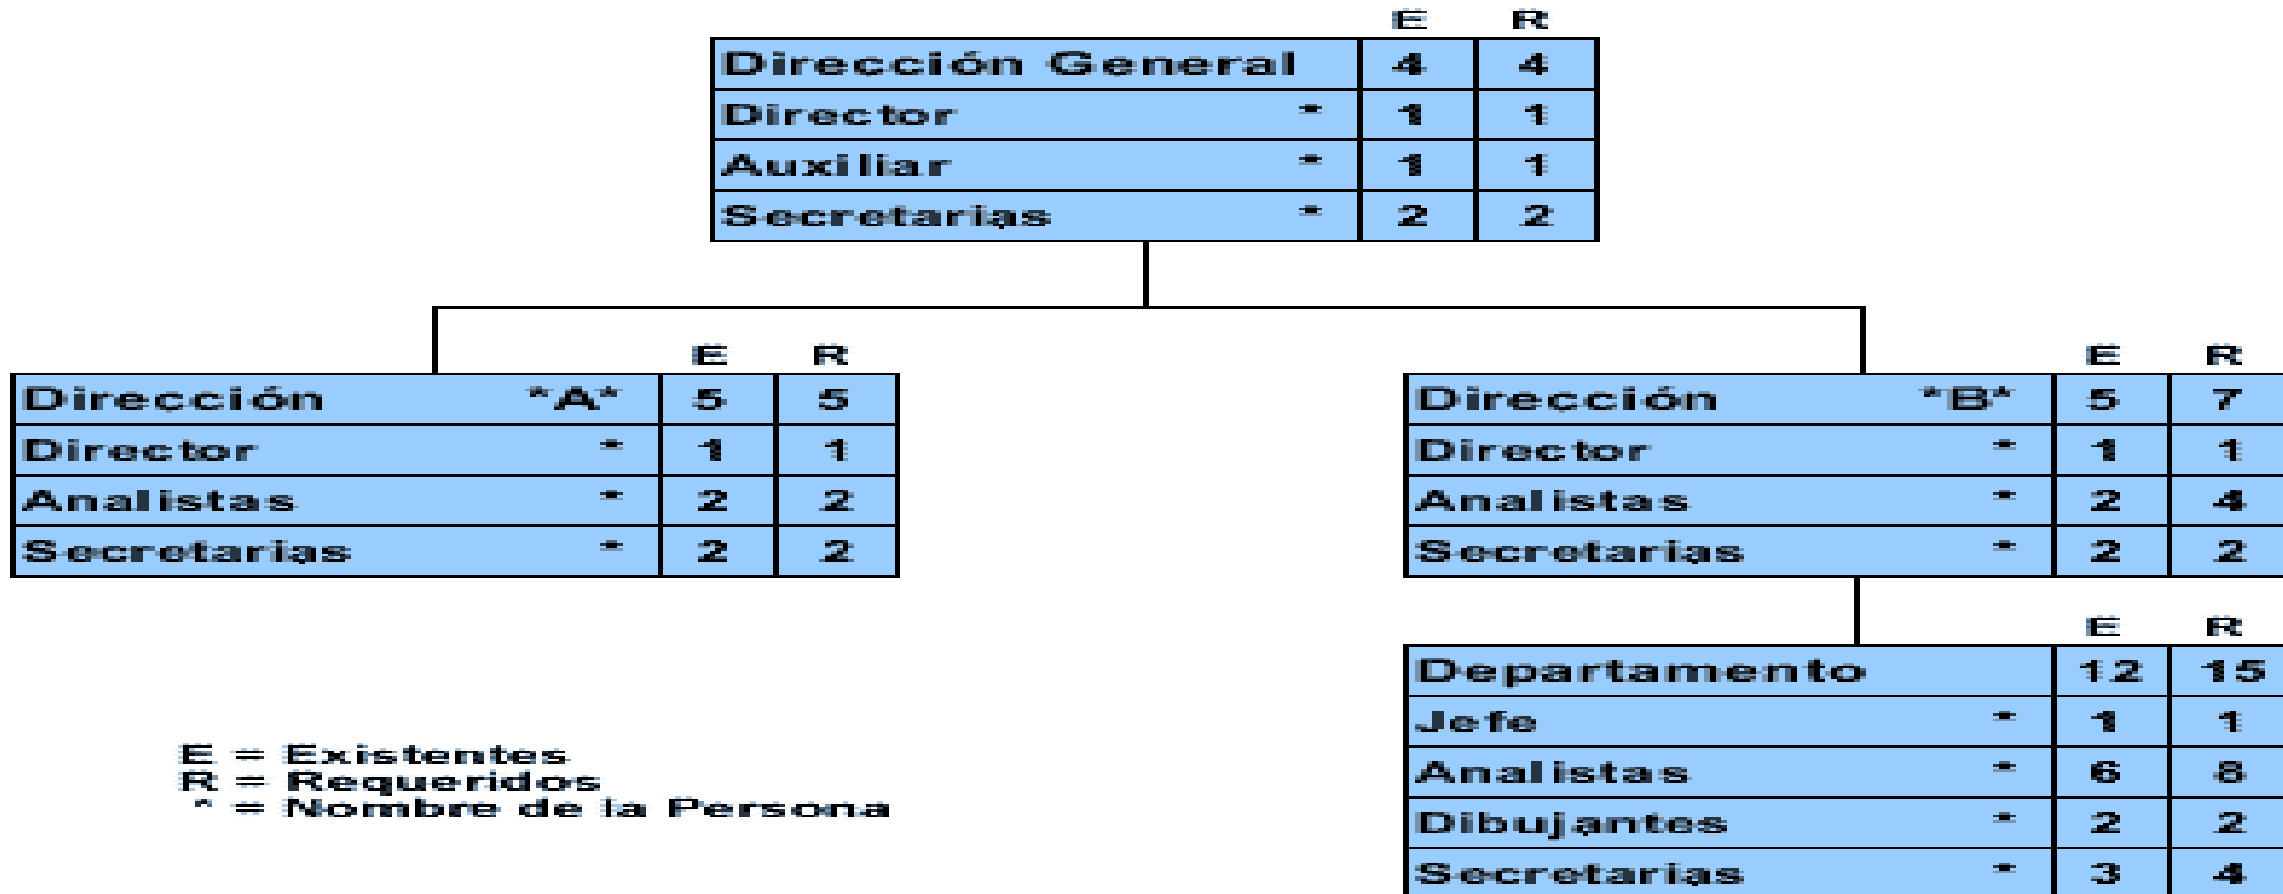 E R
Dirección General 4 4
Director * 1 1
Auxiliar * 1 1
Secretarias * 2 2
E R
Dirección *A* 5 5
Director * 1 1
Analistas * 2 2
Secretarias * 2 2
E R
Dirección *B* 5 7
Director * 1 1
Analistas * 2 4
Secretarias * 2 2
E R
Departamento 12 15
Jefe * 1 1
Analistas * 6 8
Dibujantes * 2 2
Secretarias * 3 4
E = Existentes
R = Requeridos
* = Nombre de la Persona